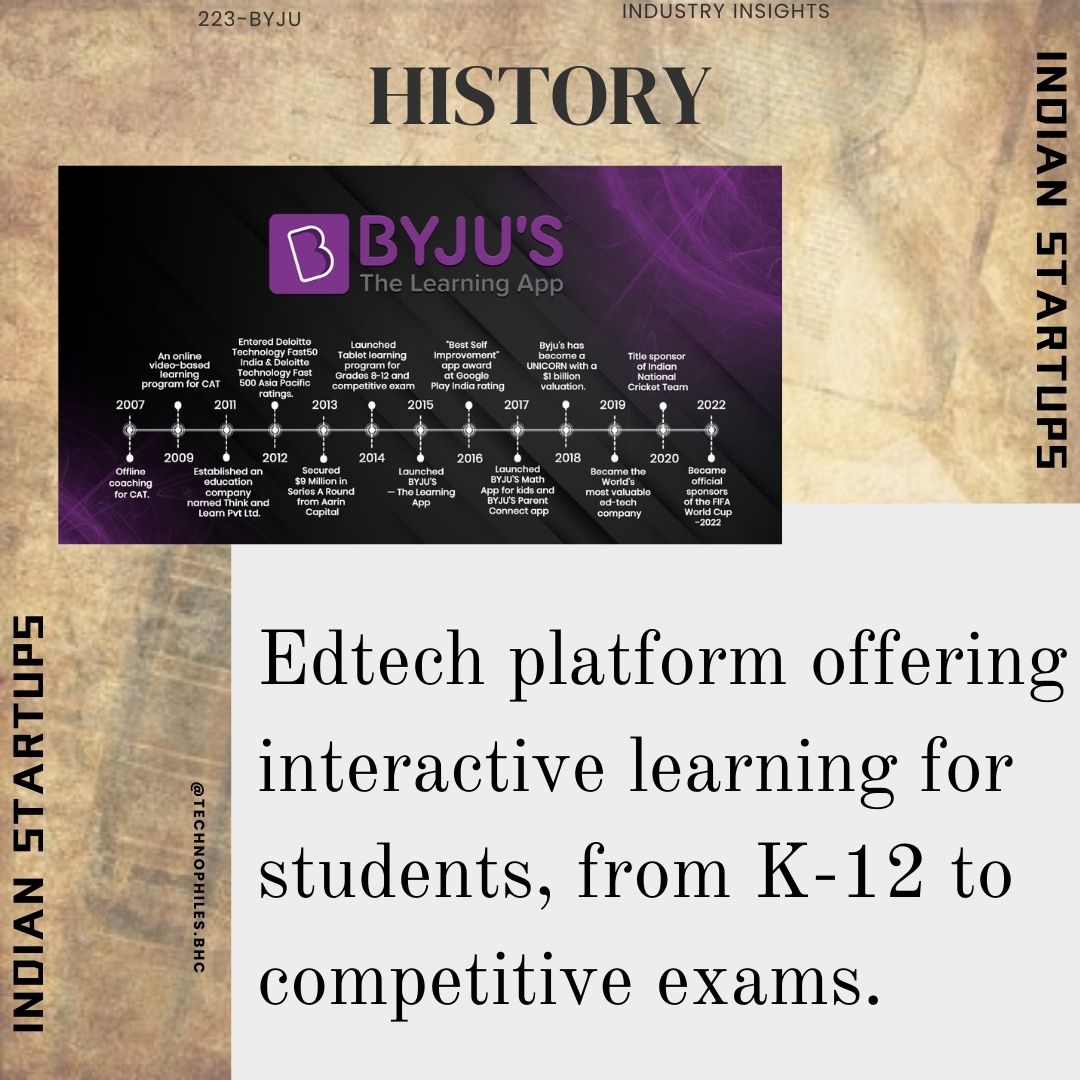 223-BYJU
INDUSTRY INSIGHTS
HISTORY
INDIAN STARTUPS
BYJU'S
The Learning App
An online
video-based
learning
program for CAT
Entered Deloitte
Technology Fast50
India & Deloitte
Technology Fast
500 Asia Pacific
ratings.
Launched
Tablet learning
program for
Grades 8-12 and
competitive exam
"Best Self
Improvement"
app award
at Google
Play India rating
Byju's has
become a
UNICORN with a
$1 billion
valuation.
Title sponsor
of Indian
National
Cricket Team
2007
2011
2013
2015
2017
2019
2022
2009
2012
2014
2016
2018
2020
Offline
coaching
for CAT.
Established an
education
company
named Think and
Learn Pvt Ltd.
Secured
$9 Million in
Series A Round
from Aarin
Capital
Launched
BYJU'S
— The Learning
App
Launched
BYJU'S Math
App for kids and
BYJU'S Parent
Connect app
Became the
World's
most valuable
ed-tech
company
Became
official
sponsors
of the FIFA
World Cup
-2022
Edtech platform offering
interactive learning for
students, from K-12 to
competitive exams.
INDIAN STARTUPS
@TECHNOPHILES.BHC